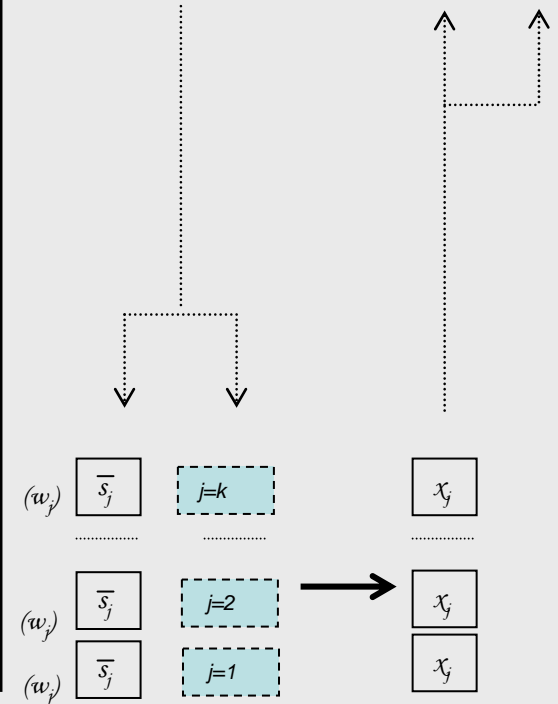 (w_j) s̄_j j=k x_j
(w_j) s̄_j j=2 x_j
(w_j) s̄_j j=1 x_j